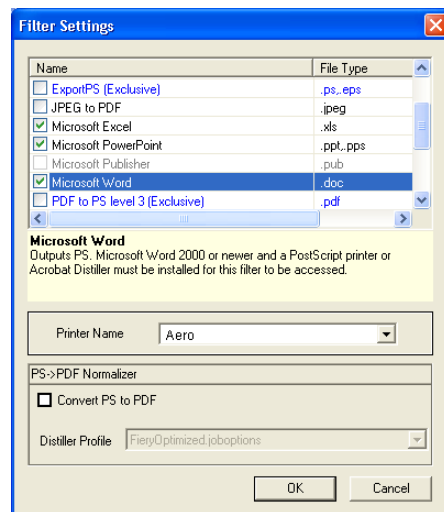 Filter Settings
Name File Type
ExportPS (Exclusive) .ps,.eps
JPEG to PDF .jpeg
Microsoft Excel .xls
Microsoft PowerPoint .ppt,.pps
Microsoft Publisher .pub
Microsoft Word .doc
PDF to PS level 3 (Exclusive) .pdf
Microsoft Word
Outputs PS. Microsoft Word 2000 or newer and a PostScript printer or
Acrobat Distiller must be installed for this filter to be accessed.
Printer Name Aero
PS->PDF Normalizer
Convert PS to PDF
Distiller Profile FieryOptimized.joboptions
OK Cancel